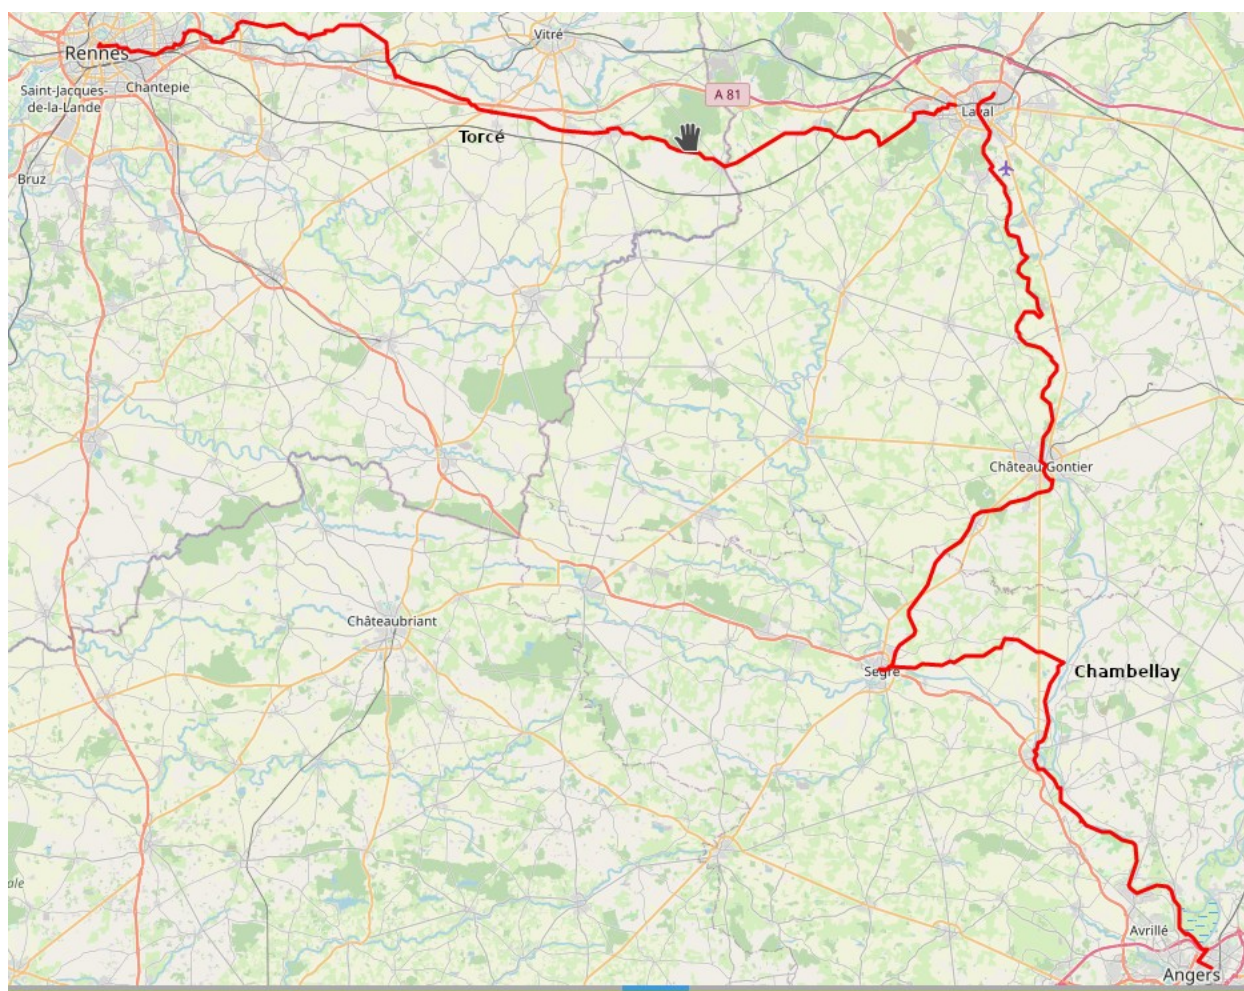 Rennes
Vitré
Saint-Jacques-
de-la-Lande
Chantepie
A 81
Laval
Torcé
Bruz
Château-Gontier
Châteaubriant
Segré
Chambellay
Avrillé
Angers